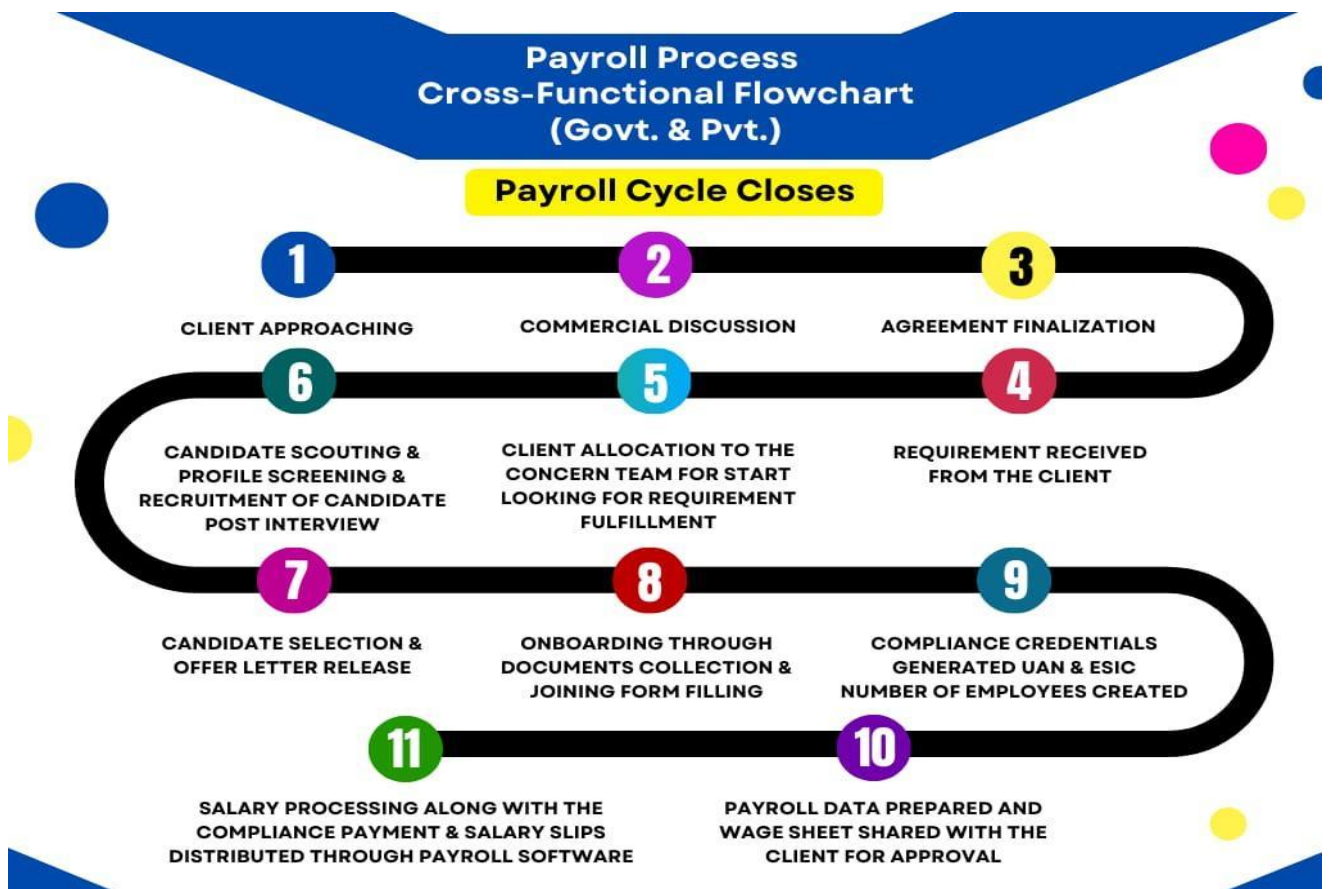 Payroll Process
Cross-Functional Flowchart
(Govt. & Pvt.)
Payroll Cycle Closes
1
CLIENT APPROACHING
2
COMMERCIAL DISCUSSION
3
AGREEMENT FINALIZATION
4
REQUIREMENT RECEIVED
FROM THE CLIENT
5
CLIENT ALLOCATION TO THE
CONCERN TEAM FOR START
LOOKING FOR REQUIREMENT
FULFILLMENT
6
CANDIDATE SCOUTING &
PROFILE SCREENING &
RECRUITMENT OF CANDIDATE
POST INTERVIEW
7
CANDIDATE SELECTION &
OFFER LETTER RELEASE
8
ONBOARDING THROUGH
DOCUMENTS COLLECTION &
JOINING FORM FILLING
9
COMPLIANCE CREDENTIALS
GENERATED UAN & ESIC
NUMBER OF EMPLOYEES CREATED
10
PAYROLL DATA PREPARED AND
WAGE SHEET SHARED WITH THE
CLIENT FOR APPROVAL
11
SALARY PROCESSING ALONG WITH THE
COMPLIANCE PAYMENT & SALARY SLIPS
DISTRIBUTED THROUGH PAYROLL SOFTWARE